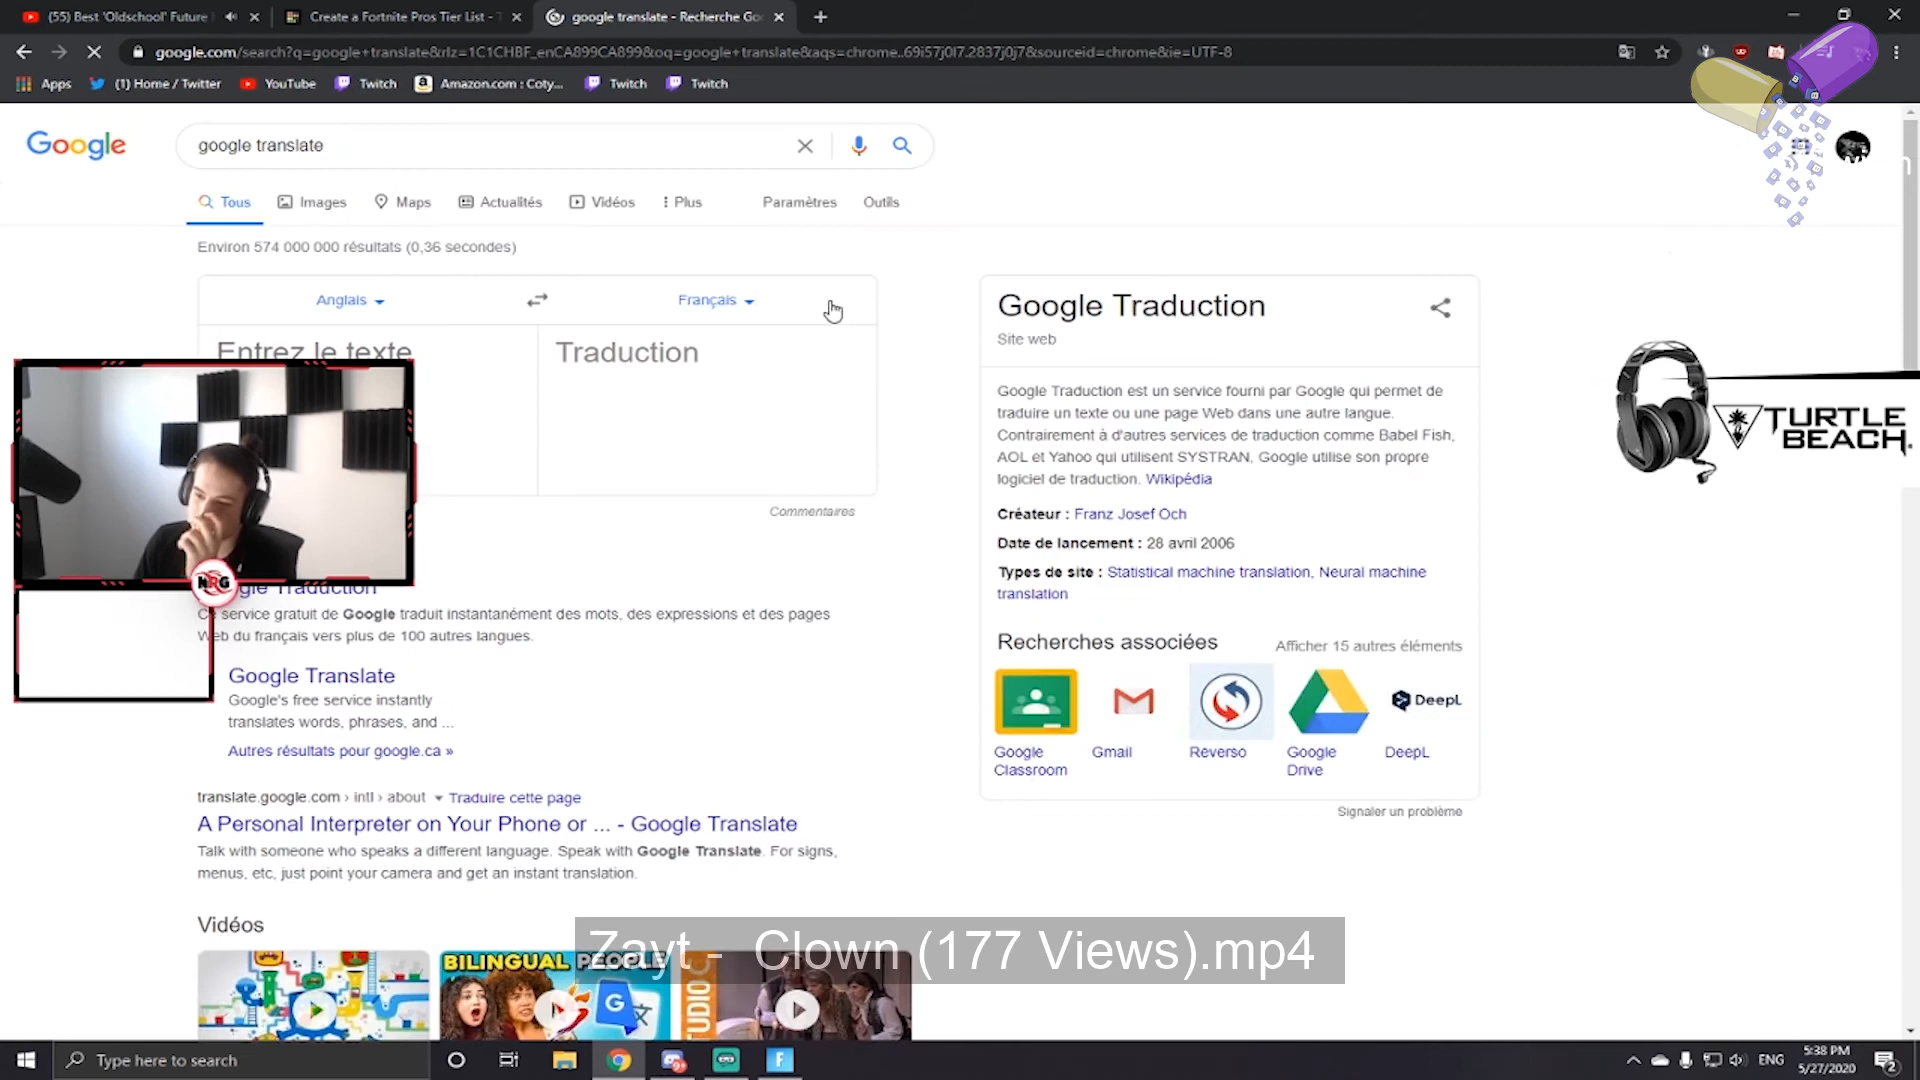 (55) Best 'Oldschool' Future
Create a Fortnite Pros Tier List -
google translate - Recherche Go
google.com/search?q=google+translate&rlz=1C1CHBF_enCA899CA899&oq=google+translate&aqs=chrome..69i57j0l7.2837j0j7&sourceid=chrome&ie=UTF-8
Apps
(1) Home / Twitter
YouTube
Twitch
Amazon.com : Coty...
Twitch
Twitch
Google
google translate
Tous
Images
Maps
Actualités
Vidéos
Plus
Paramètres
Outils
Environ 574 000 000 résultats (0,36 secondes)
Anglais
Français
Entrez le texte
Traduction
Commentaires
Google Traduction
Site web
Google Traduction est un service fourni par Google qui permet de
traduire un texte ou une page Web dans une autre langue.
Contrairement à d'autres services de traduction comme Babel Fish,
AOL et Yahoo qui utilisent SYSTRAN, Google utilise son propre
logiciel de traduction. Wikipédia
Créateur : Franz Josef Och
Date de lancement : 28 avril 2006
Types de site : Statistical machine translation, Neural machine
translation
Recherches associées
Afficher 15 autres éléments
DeepL
Google
Classroom
Gmail
Reverso
Google
Drive
DeepL
Signaler un problème
TURTLE
BEACH.
NRG
gle Traduction
Ce service gratuit de Google traduit instantanément des mots, des expressions et des pages
Web du français vers plus de 100 autres langues.
Google Translate
Google's free service instantly
translates words, phrases, and ...
Autres résultats pour google.ca »
translate.google.com › intl › about
Traduire cette page
A Personal Interpreter on Your Phone or ... - Google Translate
Talk with someone who speaks a different language. Speak with Google Translate. For signs,
menus, etc, just point your camera and get an instant translation.
Vidéos
BILINGUAL PEOPLE
Zayt - Clown (177 Views).mp4
Type here to search
ENG
5:38 PM
5/27/2020